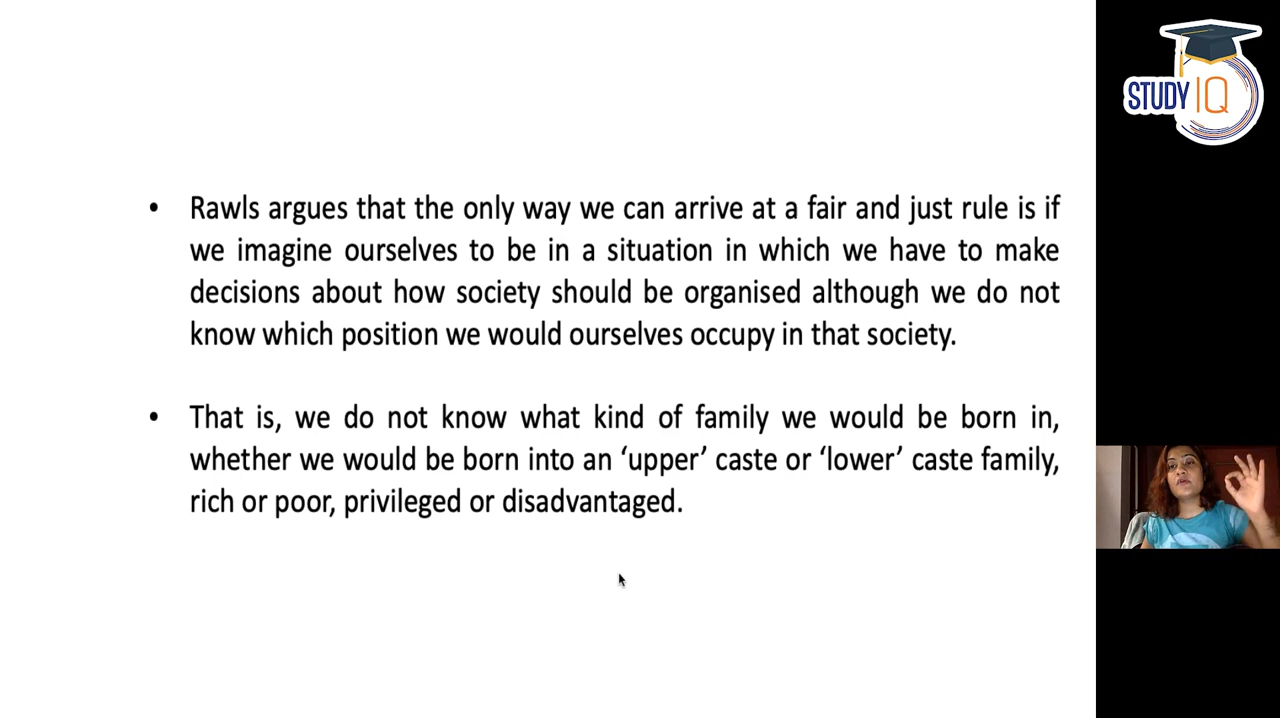 STUDY IQ
• Rawls argues that the only way we can arrive at a fair and just rule is if
we imagine ourselves to be in a situation in which we have to make
decisions about how society should be organised although we do not
know which position we would ourselves occupy in that society.
• That is, we do not know what kind of family we would be born in,
whether we would be born into an ‘upper’ caste or ‘lower’ caste family,
rich or poor, privileged or disadvantaged.